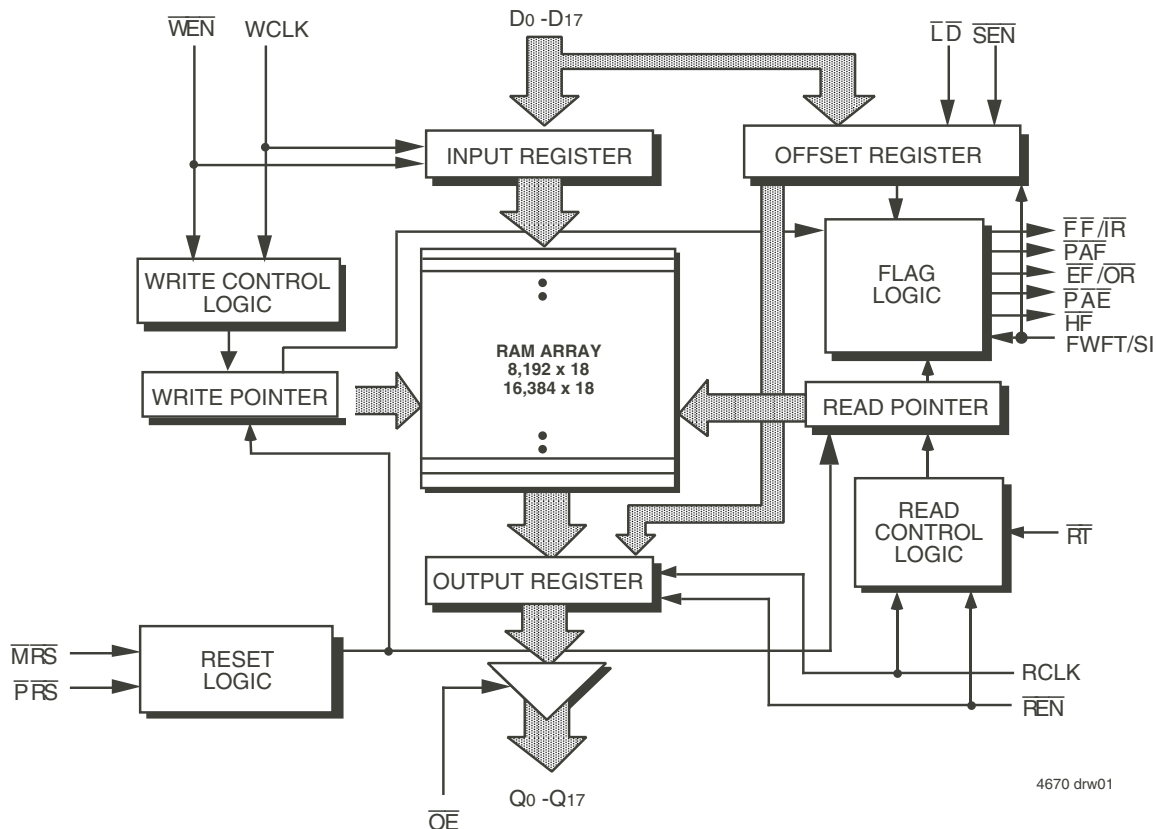 WEN WCLK D0 -D17 LD SEN
INPUT REGISTER
OFFSET REGISTER
FF/IR
PAF
EF/OR
PAE
HF
FWFT/SI
WRITE CONTROL
LOGIC
FLAG
LOGIC
RAM ARRAY
8,192 x 18
16,384 x 18
WRITE POINTER
READ POINTER
READ
CONTROL
LOGIC
RT
OUTPUT REGISTER
MRS
PRS
RESET
LOGIC
RCLK
REN
OE
Q0 -Q17
4670 drw01